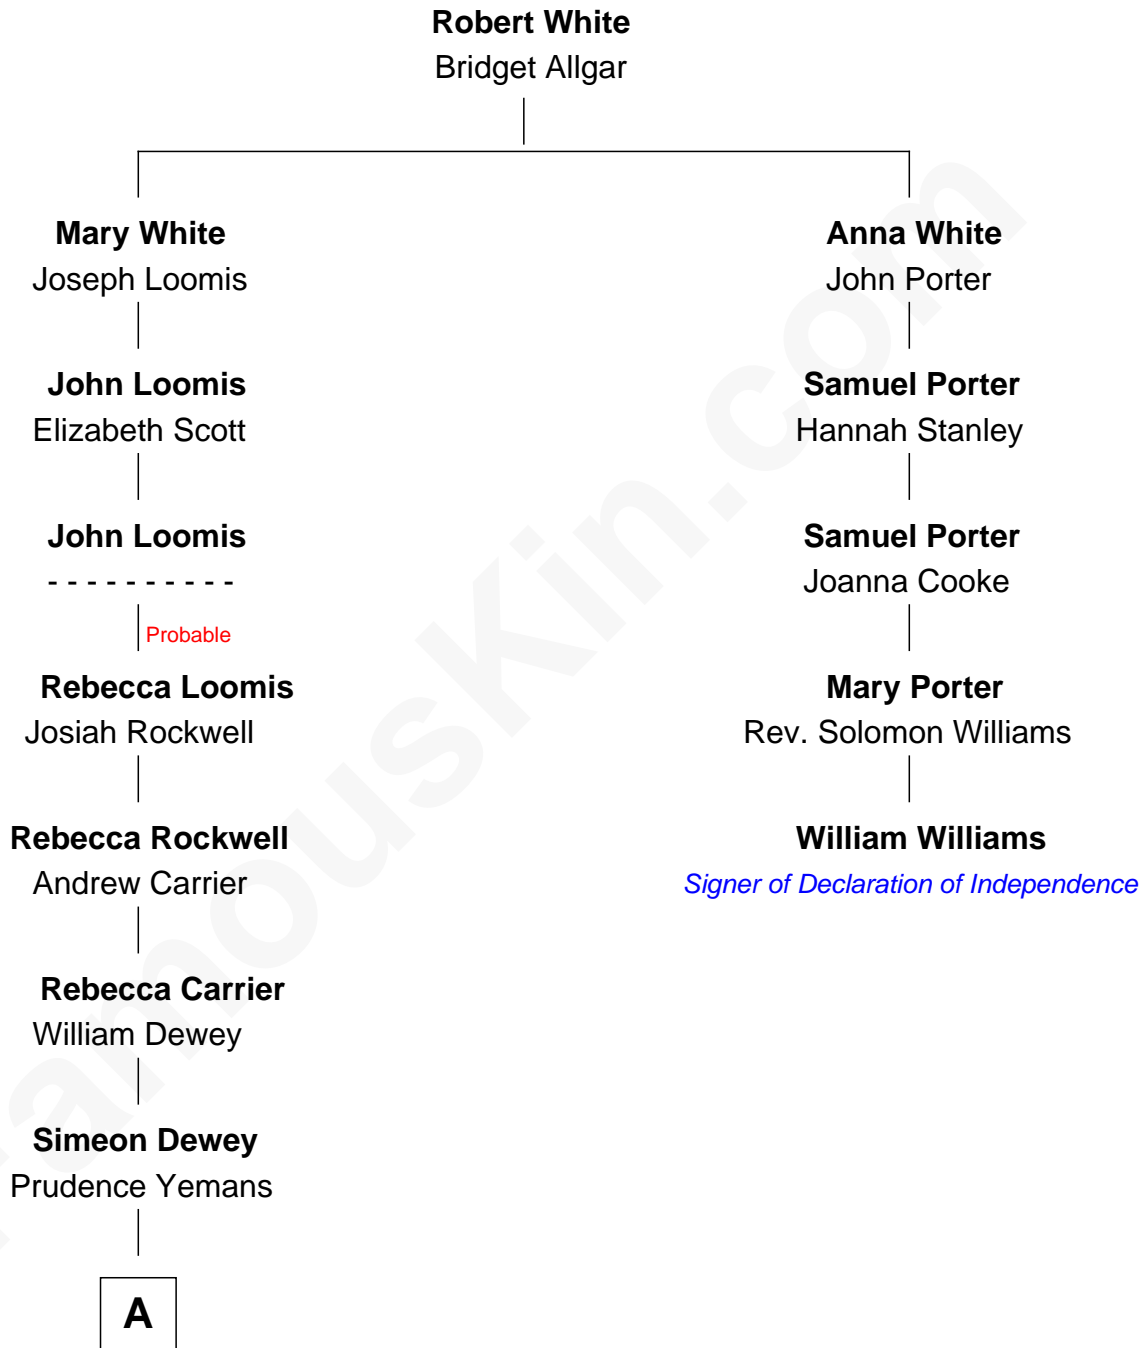 Robert White
Bridget Allgar
Mary White
Joseph Loomis
Anna White
John Porter
John Loomis
Elizabeth Scott
Samuel Porter
Hannah Stanley
John Loomis
- - - - - - - - - -
Samuel Porter
Joanna Cooke
Probable
Rebecca Loomis
Josiah Rockwell
Mary Porter
Rev. Solomon Williams
Rebecca Rockwell
Andrew Carrier
William Williams
Signer of Declaration of Independence
Rebecca Carrier
William Dewey
Simeon Dewey
Prudence Yemans
A
FamousKin.com